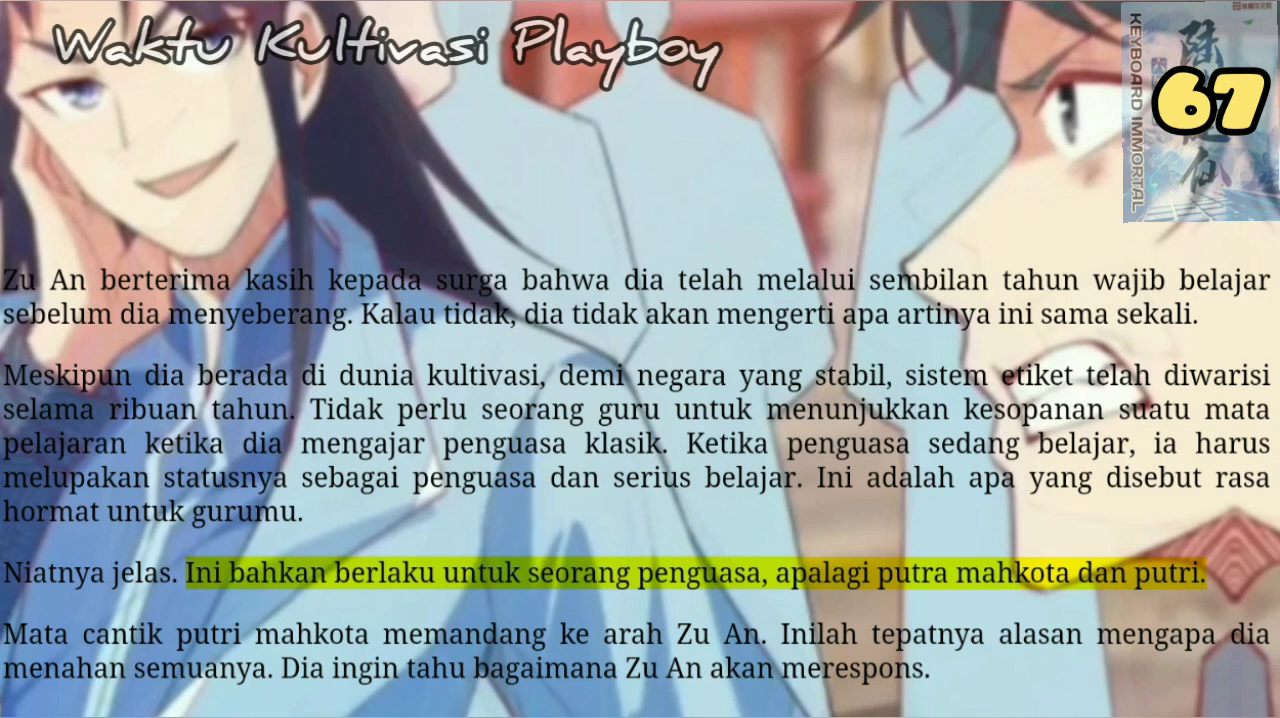 Waktu Kultivasi Playboy
KEYBOARD IMMORTAL
67
Zu An berterima kasih kepada surga bahwa dia telah melalui sembilan tahun wajib belajar
sebelum dia menyeberang. Kalau tidak, dia tidak akan mengerti apa artinya ini sama sekali.
Meskipun dia berada di dunia kultivasi, demi negara yang stabil, sistem etiket telah diwarisi
selama ribuan tahun. Tidak perlu seorang guru untuk menunjukkan kesopanan suatu mata
pelajaran ketika dia mengajar penguasa klasik. Ketika penguasa sedang belajar, ia harus
melupakan statusnya sebagai penguasa dan serius belajar. Ini adalah apa yang disebut rasa
hormat untuk gurumu.
Niatnya jelas. Ini bahkan berlaku untuk seorang penguasa, apalagi putra mahkota dan putri.
Mata cantik putri mahkota memandang ke arah Zu An. Inilah tepatnya alasan mengapa dia
menahan semuanya. Dia ingin tahu bagaimana Zu An akan merespons.